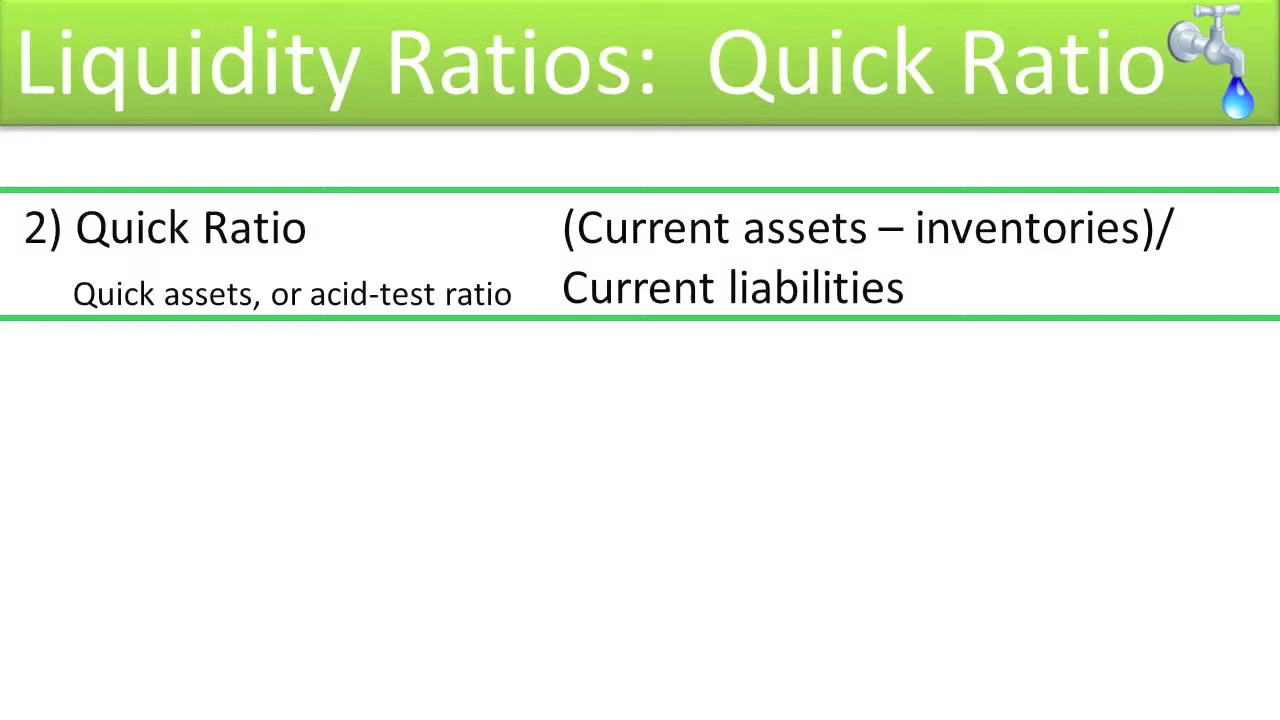 Liquidity Ratios: Quick Ratio
2) Quick Ratio
Quick assets, or acid-test ratio
(Current assets – inventories)/
Current liabilities